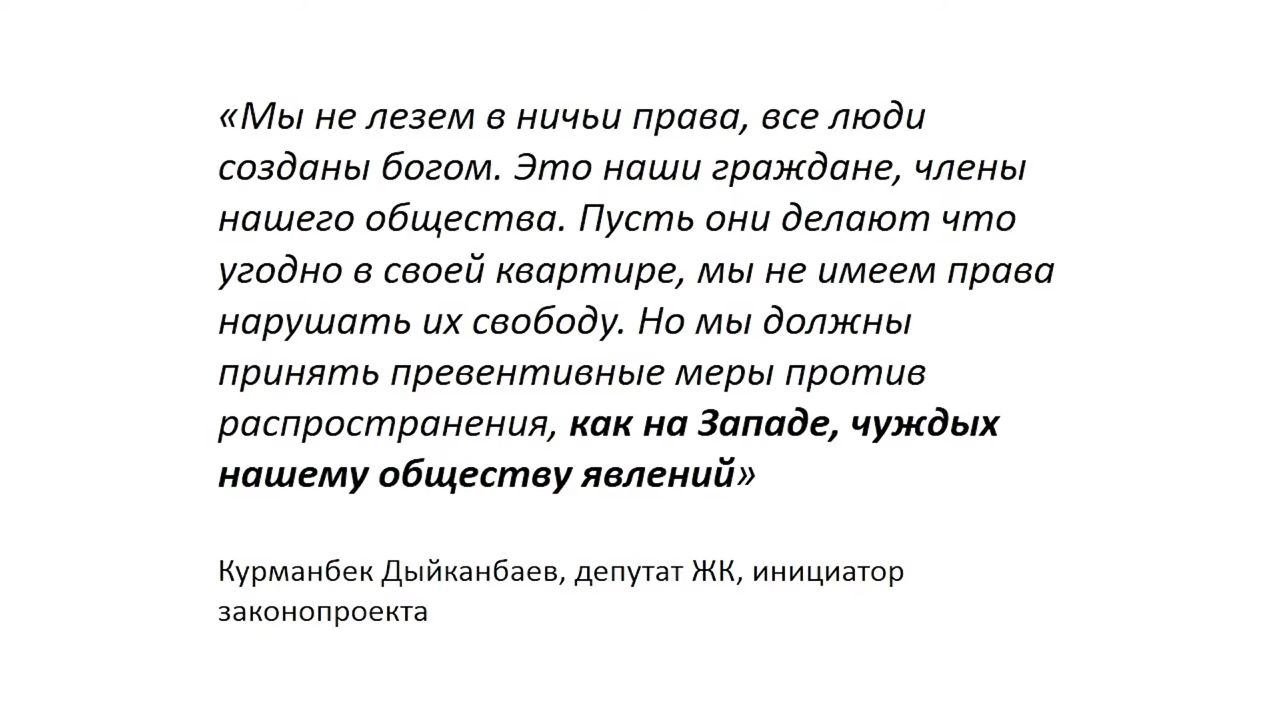 «Мы не лезем в ничьи права, все люди
созданы богом. Это наши граждане, члены
нашего общества. Пусть они делают что
угодно в своей квартире, мы не имеем права
нарушать их свободу. Но мы должны
принять превентивные меры против
распространения, как на Западе, чуждых
нашему обществу явлений»
Курманбек Дыйканбаев, депутат ЖК, инициатор
законопроекта